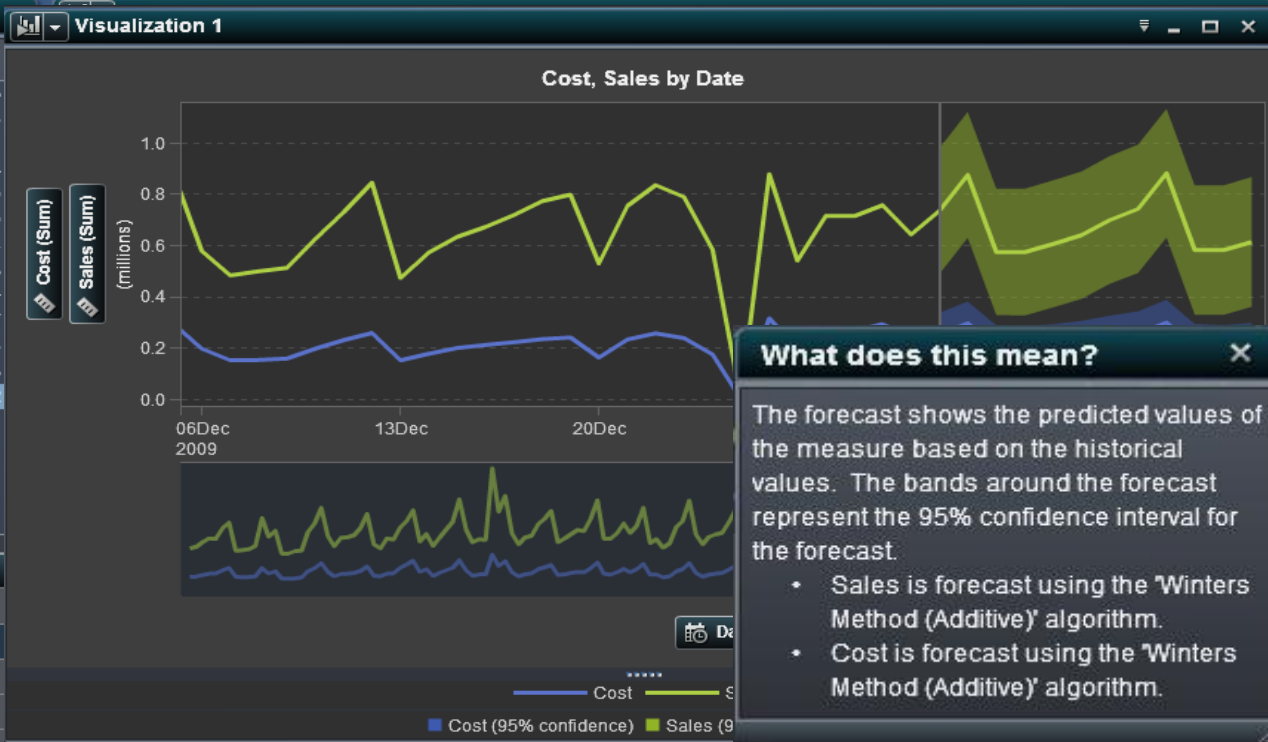 Visualization 1
Cost, Sales by Date
Cost (Sum)
Sales (Sum)
(millions)
1.0
0.8
0.6
0.4
0.2
0.0
06Dec
2009
13Dec
20Dec
What does this mean?
The forecast shows the predicted values of
the measure based on the historical
values. The bands around the forecast
represent the 95% confidence interval for
the forecast.
• Sales is forecast using the 'Winters
Method (Additive)' algorithm.
• Cost is forecast using the 'Winters
Method (Additive)' algorithm.
Cost
Cost (95% confidence)
Sales (9